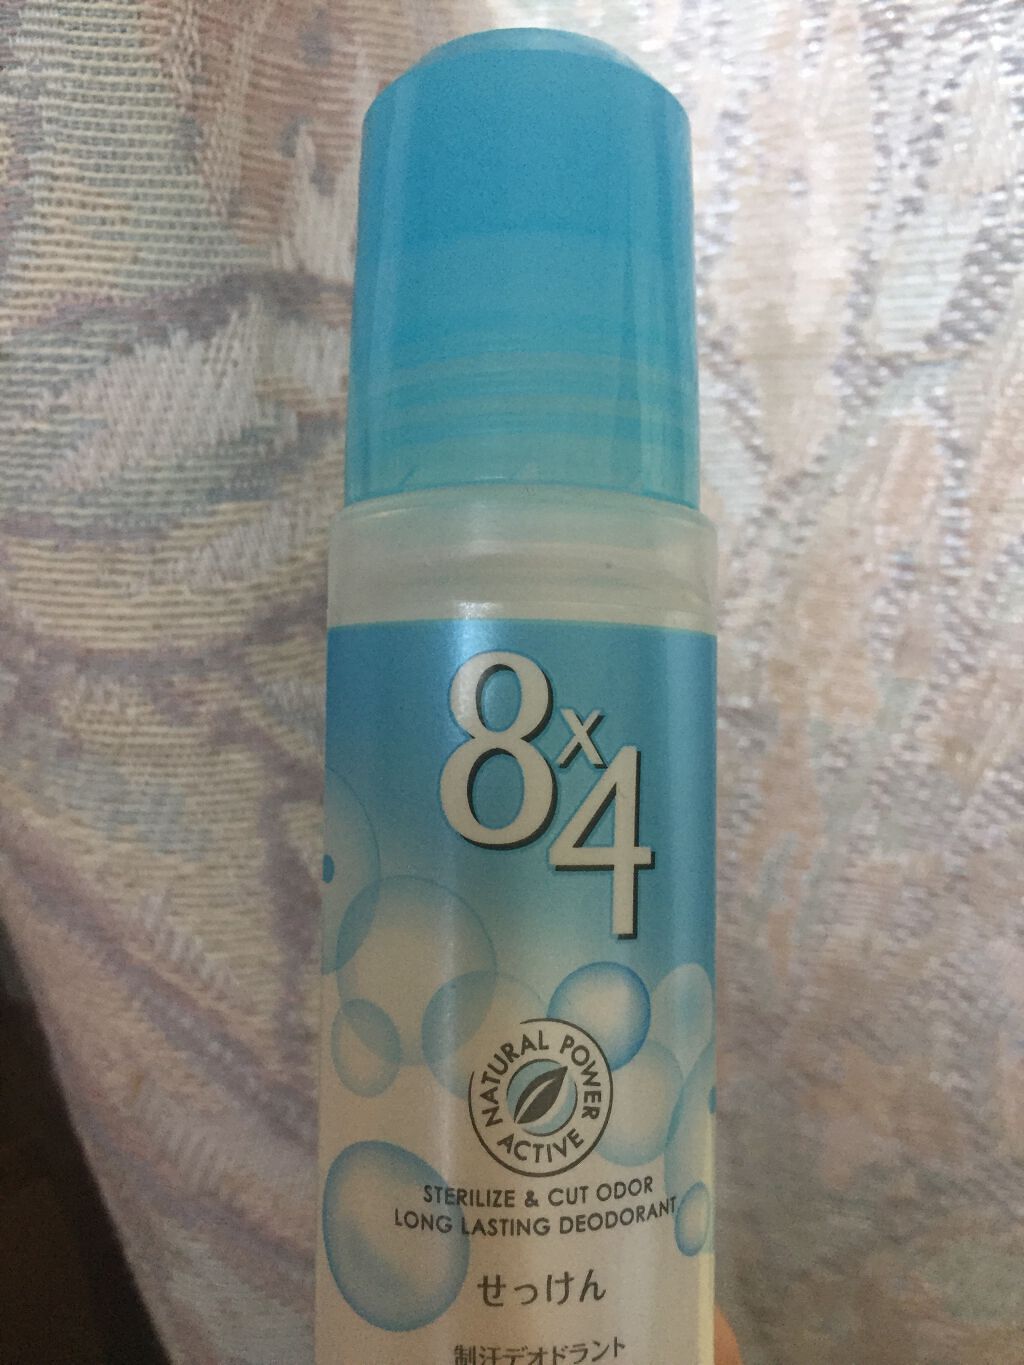 8x4
NATURAL POWER
ACTIVE
STERILIZE & CUT ODOR
LONG LASTING DEODORANT
せっけん
制汗デオドラント